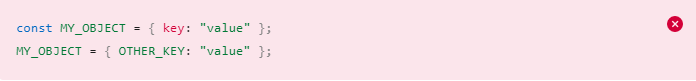 const MY_OBJECT = { key: "value" };
MY_OBJECT = { OTHER_KEY: "value" };